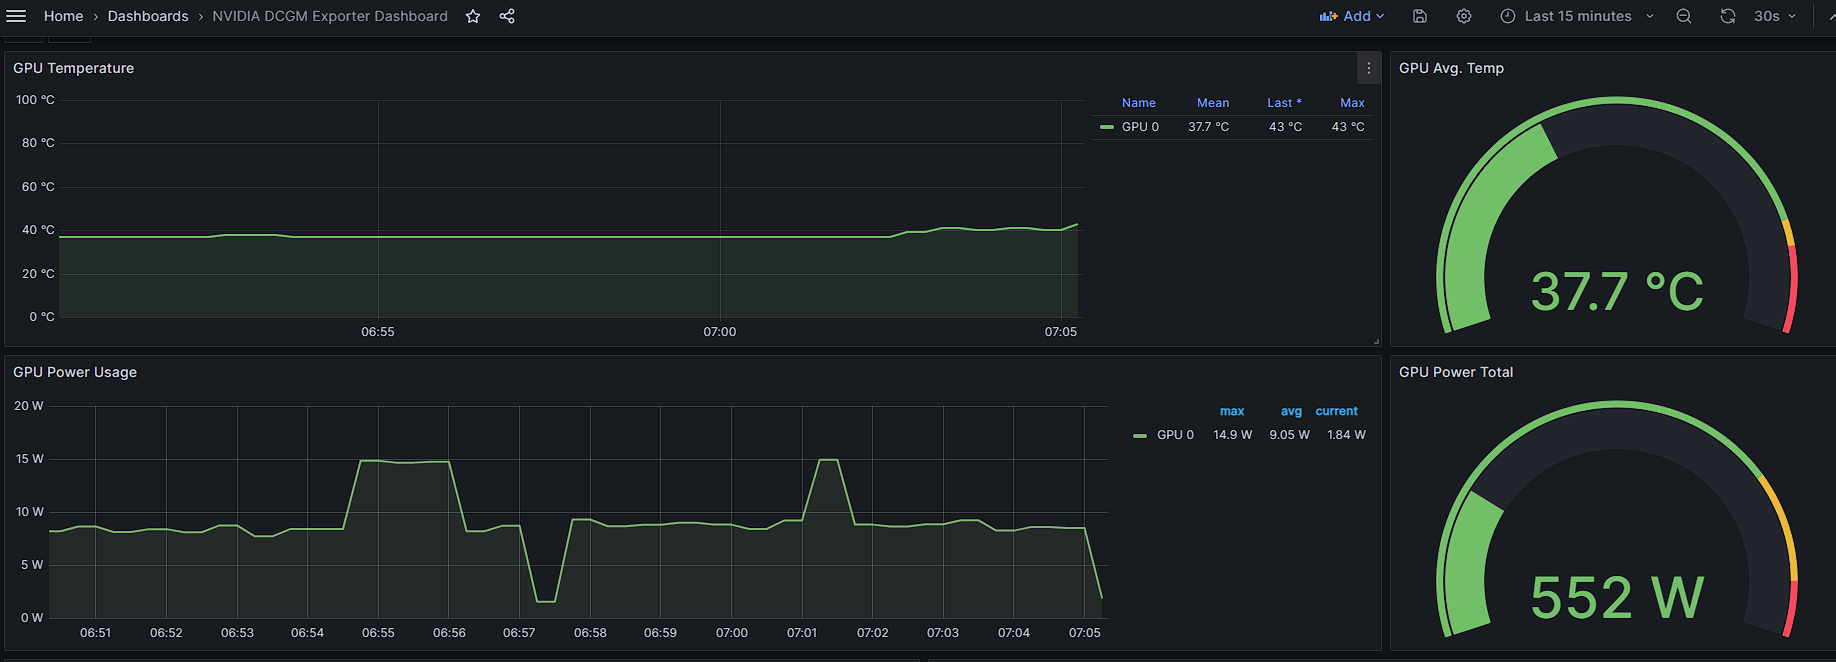 Home › Dashboards › NVIDIA DCGM Exporter Dashboard
Add
Last 15 minutes
30s
GPU Temperature
100 °C
80 °C
60 °C
40 °C
20 °C
0 °C
06:55 07:00 07:05
Name Mean Last * Max
GPU 0 37.7 °C 43 °C 43 °C
GPU Avg. Temp
37.7 °C
GPU Power Usage
20 W
15 W
10 W
5 W
0 W
06:51 06:52 06:53 06:54 06:55 06:56 06:57 06:58 06:59 07:00 07:01 07:02 07:03 07:04 07:05
max avg current
GPU 0 14.9 W 9.05 W 1.84 W
GPU Power Total
552 W